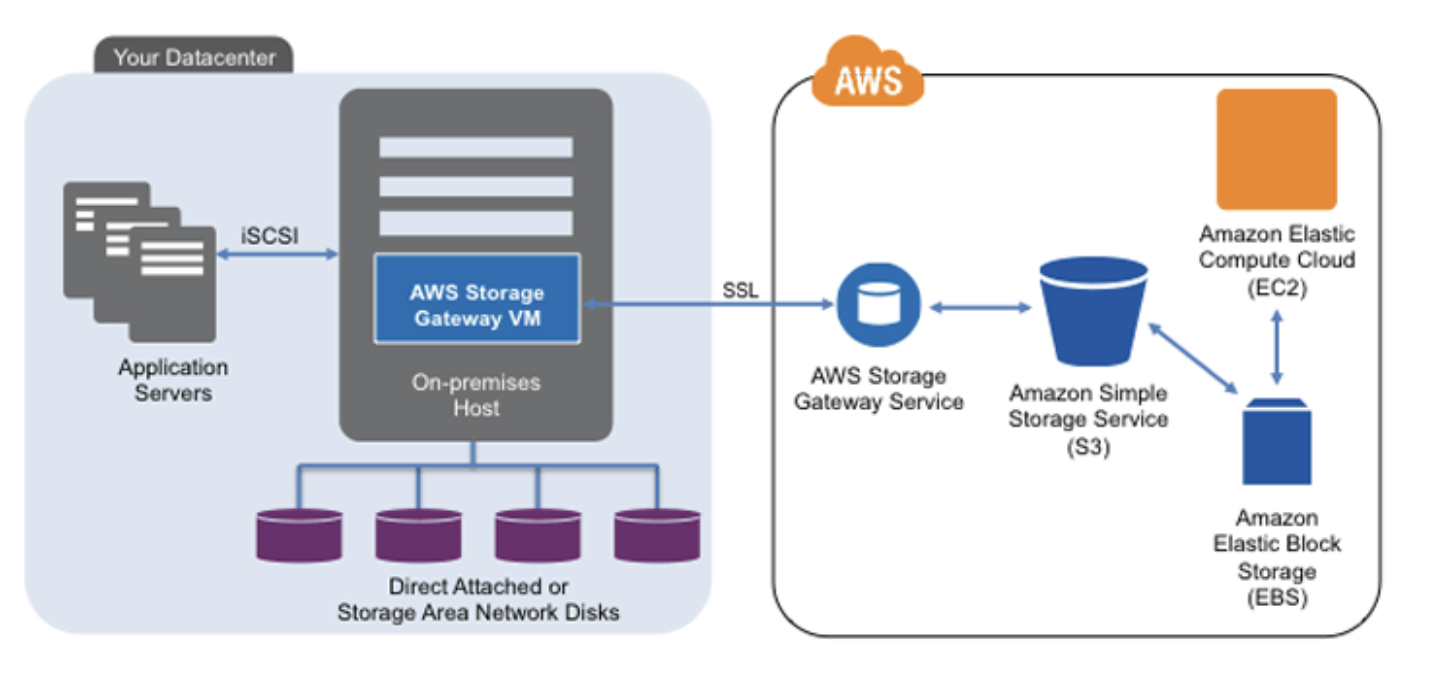 Your Datacenter
iSCSI
Application
Servers
AWS Storage
Gateway VM
On-premises
Host
Direct Attached or
Storage Area Network Disks
SSL
AWS
AWS Storage
Gateway Service
Amazon Simple
Storage Service
(S3)
Amazon Elastic
Compute Cloud
(EC2)
Amazon
Elastic Block
Storage
(EBS)